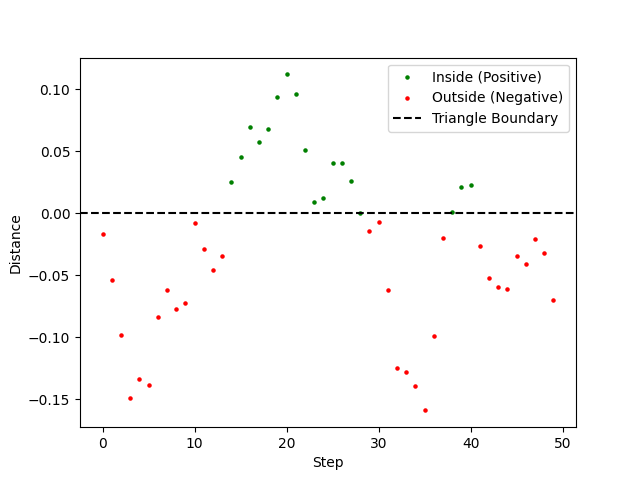 Inside (Positive)
Outside (Negative)
Triangle Boundary
0.10
0.05
0.00
−0.05
−0.10
−0.15
Distance
0
10
20
30
40
50
Step